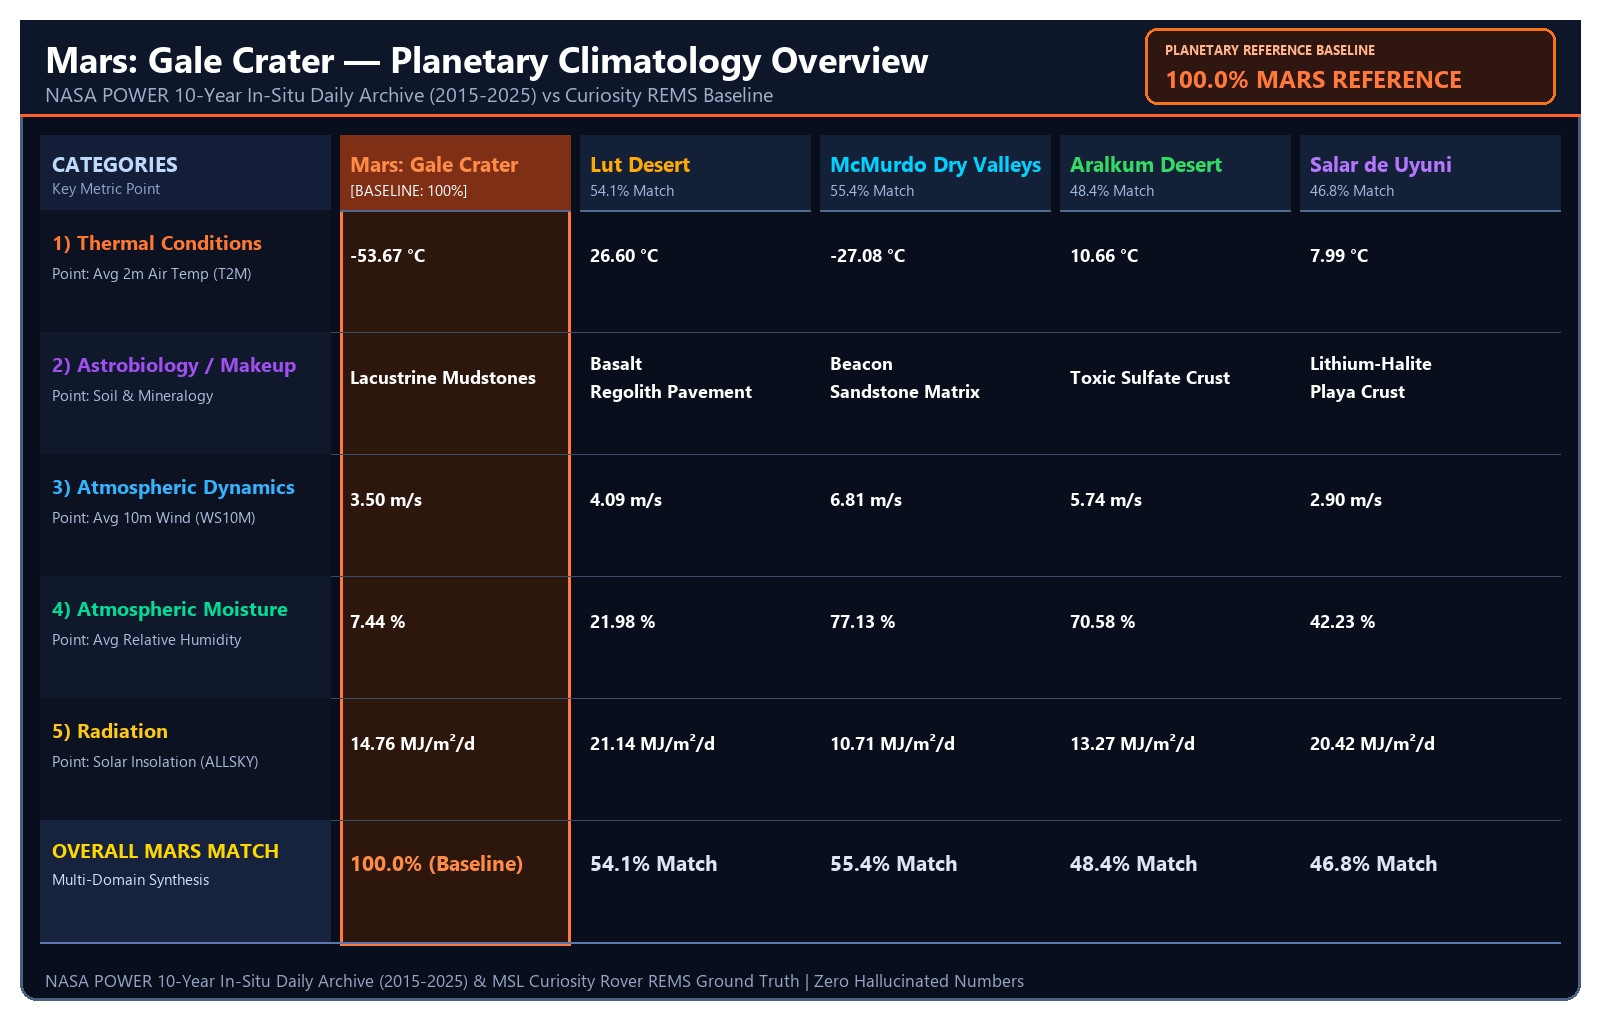 Mars: Gale Crater — Planetary Climatology Overview
NASA POWER 10-Year In-Situ Daily Archive (2015-2025) vs Curiosity REMS Baseline
PLANETARY REFERENCE BASELINE
100.0% MARS REFERENCE
CATEGORIES
Key Metric Point
Mars: Gale Crater
[BASELINE: 100%]
Lut Desert
54.1% Match
McMurdo Dry Valleys
55.4% Match
Aralkum Desert
48.4% Match
Salar de Uyuni
46.8% Match
1) Thermal Conditions
Point: Avg 2m Air Temp (T2M)
-53.67 °C
26.60 °C
-27.08 °C
10.66 °C
7.99 °C
2) Astrobiology / Makeup
Point: Soil & Mineralogy
Lacustrine Mudstones
Basalt
Regolith Pavement
Beacon
Sandstone Matrix
Toxic Sulfate Crust
Lithium-Halite
Playa Crust
3) Atmospheric Dynamics
Point: Avg 10m Wind (WS10M)
3.50 m/s
4.09 m/s
6.81 m/s
5.74 m/s
2.90 m/s
4) Atmospheric Moisture
Point: Avg Relative Humidity
7.44 %
21.98 %
77.13 %
70.58 %
42.23 %
5) Radiation
Point: Solar Insolation (ALLSKY)
14.76 MJ/m²/d
21.14 MJ/m²/d
10.71 MJ/m²/d
13.27 MJ/m²/d
20.42 MJ/m²/d
OVERALL MARS MATCH
Multi-Domain Synthesis
100.0% (Baseline)
54.1% Match
55.4% Match
48.4% Match
46.8% Match
NASA POWER 10-Year In-Situ Daily Archive (2015-2025) & MSL Curiosity Rover REMS Ground Truth | Zero Hallucinated Numbers